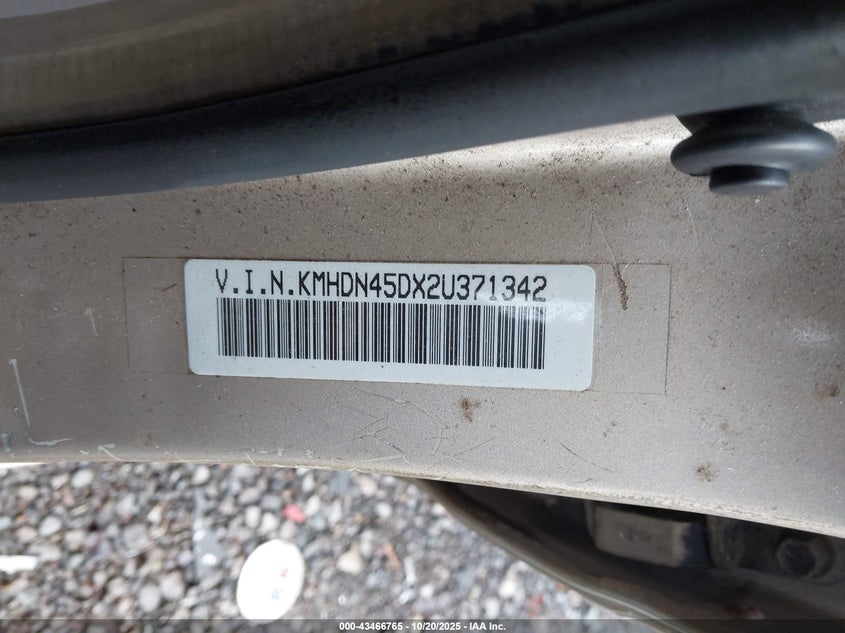 V.I.N.KMHDN45DX2U371342
000-43466765 - 10/20/2025 - IAA Inc.